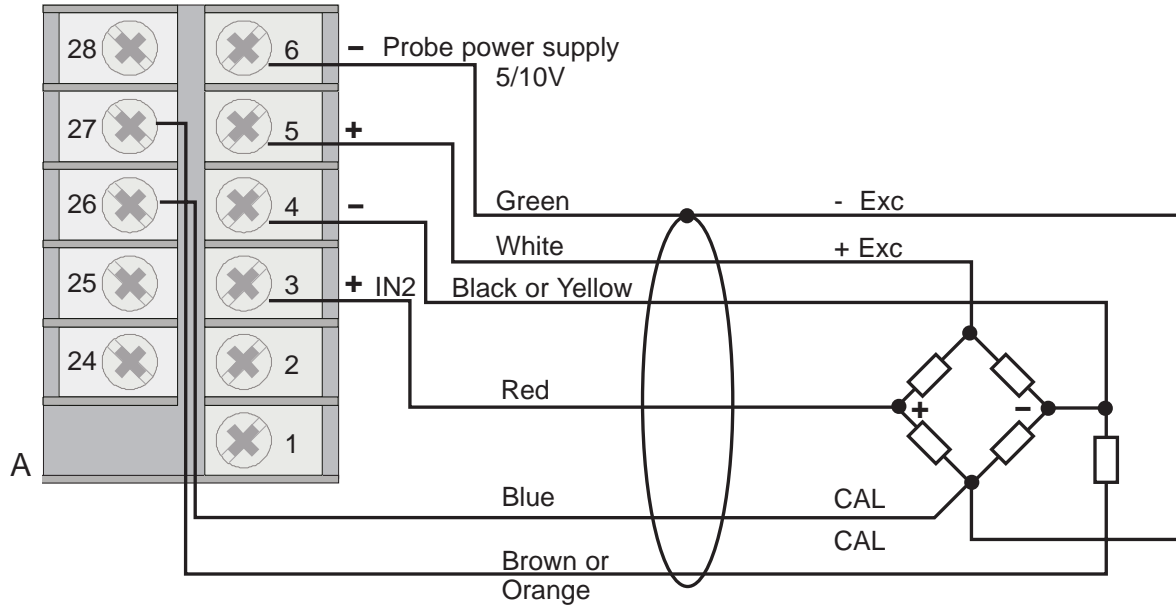 28
6
– Probe power supply
5/10V
27
5
+
26
4
–
Green
- Exc
White
+ Exc
25
3
+ IN2
Black or Yellow
24
2
Red
+
–
1
A
Blue
CAL
CAL
Brown or
Orange